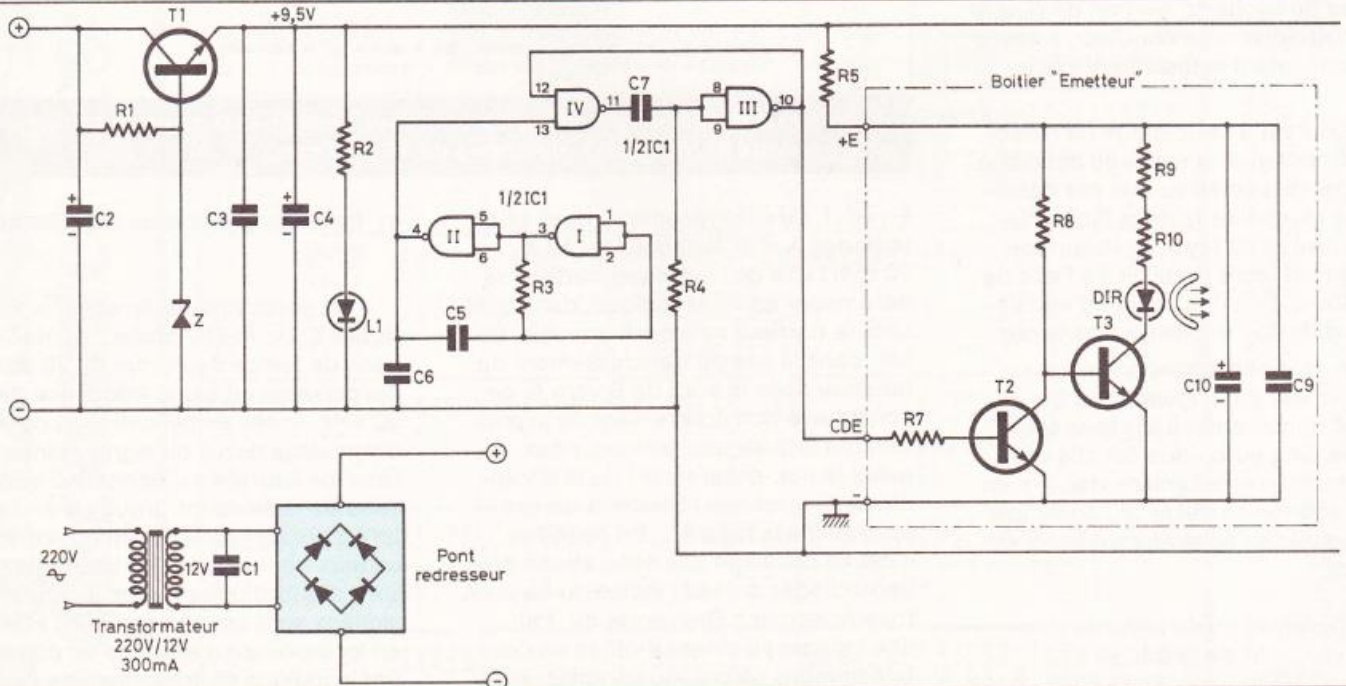 T1
+9,5V
R1
C2
+
-
Z
C3
+
C4
-
R2
L1
12
13
IV
11
C7
1/2IC1
8
9
III
10
1/2IC1
4
II
5
6
3
I
1
2
R3
C5
C6
R4
R5
+E
Boitier "Emetteur"
R8
R9
R10
DIR
T3
T2
+
C10
-
C9
CDE
R7
-
220V
12V
C1
Transformateur
220V/12V
300mA
Pont
redresseur
+
-